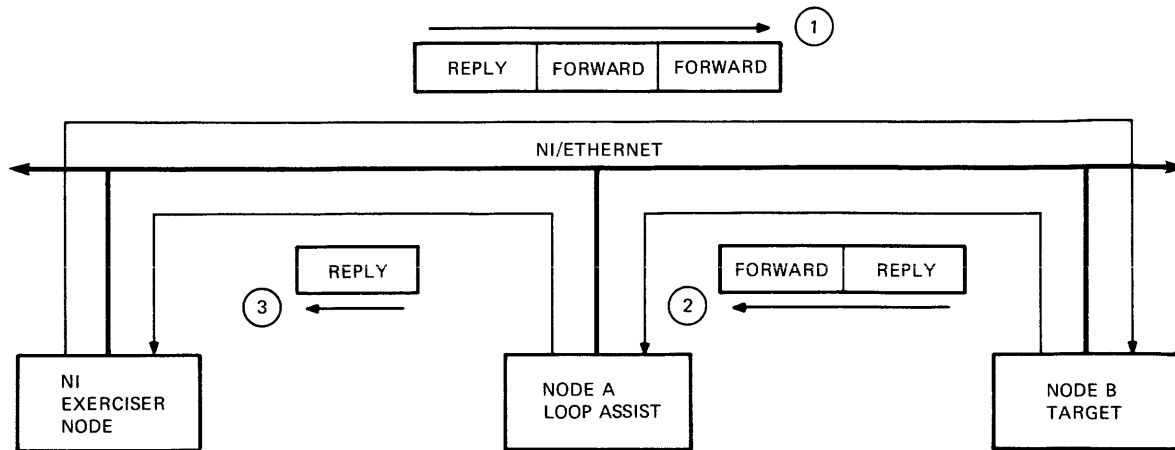 1
REPLY FORWARD FORWARD
NI/ETHERNET
REPLY
3
FORWARD REPLY
2
NI
EXERCISER
NODE
NODE A
LOOP ASSIST
NODE B
TARGET